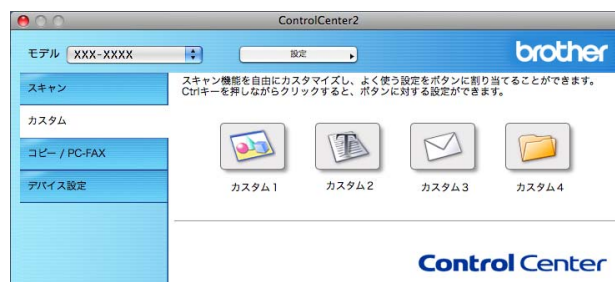 ControlCenter2
モデル XXX-XXXX 設定 brother
スキャン
カスタム
コピー / PC-FAX
デバイス設定
スキャン機能を自由にカスタマイズし、よく使う設定をボタンに割り当てることができます。
Ctrlキーを押しながらクリックすると、ボタンに対する設定ができます。
カスタム1 カスタム2 カスタム3 カスタム4
Control Center